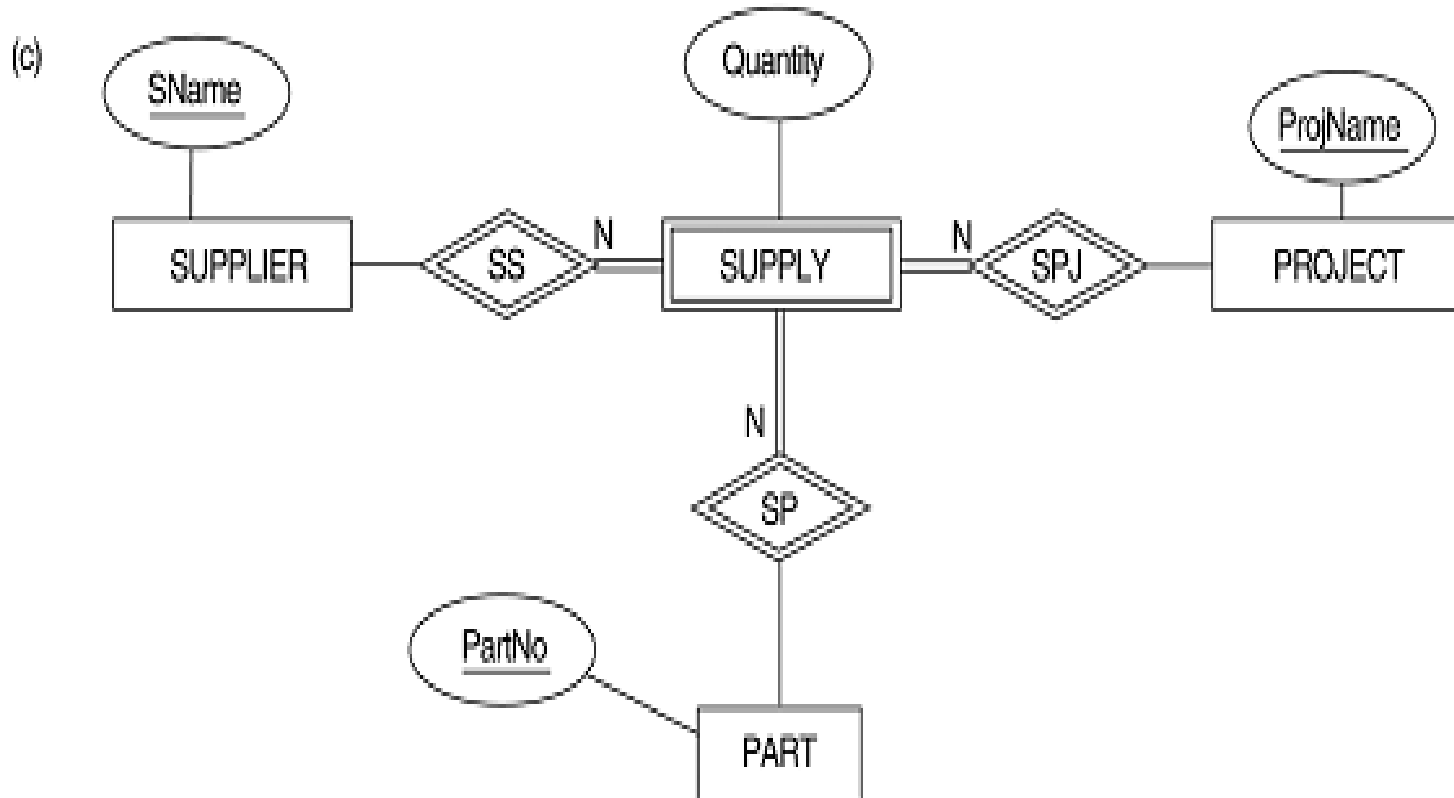 (c)
SName
Quantity
ProjName
SUPPLIER
SS
N
SUPPLY
N
SPJ
PROJECT
N
SP
PartNo
PART